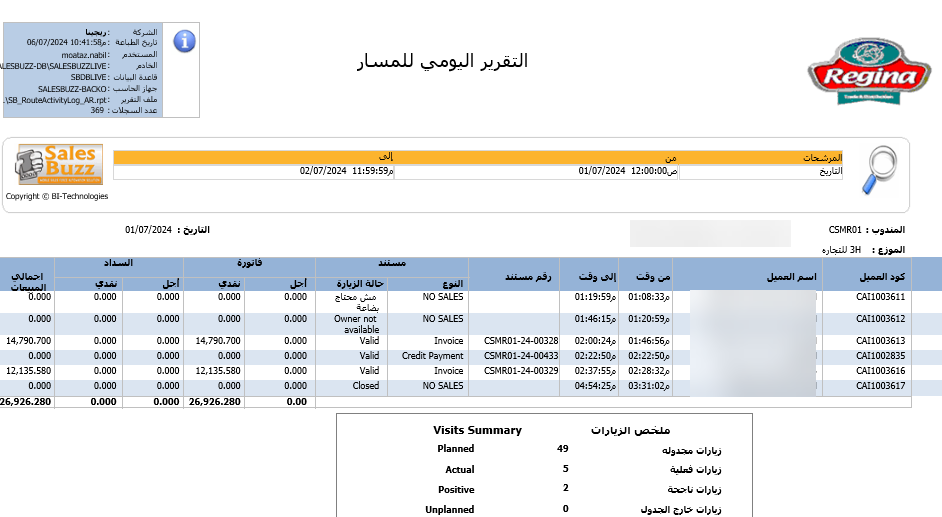 الشركة : ريجينا
تاريخ الطباعة : 06/07/2024 10:41:58م
المستخدم : moataz.nabil
الخادم : ALESBUZZ-DB\SALESBUZZLIVE
قاعدة البيانات : SBDBLIVE
جهاز الحاسب : SALESBUZZ-BACKO
ملف التقرير : .\SB_RouteActivityLog_AR.rpt
عدد السجلات : 369
التقرير اليومي للمسار
Regina
Trade & Distribution
Sales Buzz
Copyright © BI-Technologies
المرشحات من إلى
التاريخ 01/07/2024 12:00:00ص 02/07/2024 11:59:59م
المندوب : CSMR01
التاريخ : 01/07/2024
الموزع : 3H للتجاره
مستند فاتورة السداد
كود العميل اسم العميل من وقت إلى وقت رقم مستند النوع حالة الزيارة أجل نقدي أجل نقدي اجمالي المبيعات
CAI1003611 01:08:33م 01:19:59م NO SALES مش محتاج بضاعة 0.000 0.000 0.000 0.000 0.000
CAI1003612 01:20:59م 01:46:15م NO SALES Owner not available 0.000 0.000 0.000 0.000 0.000
CAI1003613 01:46:56م 02:00:24م CSMR01-24-00328 Invoice Valid 0.000 14,790.700 0.000 0.000 14,790.700
CAI1002835 02:22:50م 02:22:50م CSMR01-24-00433 Credit Payment Valid 0.000 0.000 0.000 0.000 0.000
CAI1003616 02:28:32م 02:37:55م CSMR01-24-00329 Invoice Valid 0.000 12,135.580 0.000 0.000 12,135.580
CAI1003617 03:31:02م 04:54:25م NO SALES Closed 0.000 0.000 0.000 0.000 0.000
0.00 26,926.280 0.000 0.000 26,926.280
ملخص الزيارات Visits Summary
زيارات مجدوله 49 Planned
زيارات فعلية 5 Actual
زيارات ناجحة 2 Positive
زيارات خارج الجدول 0 Unplanned